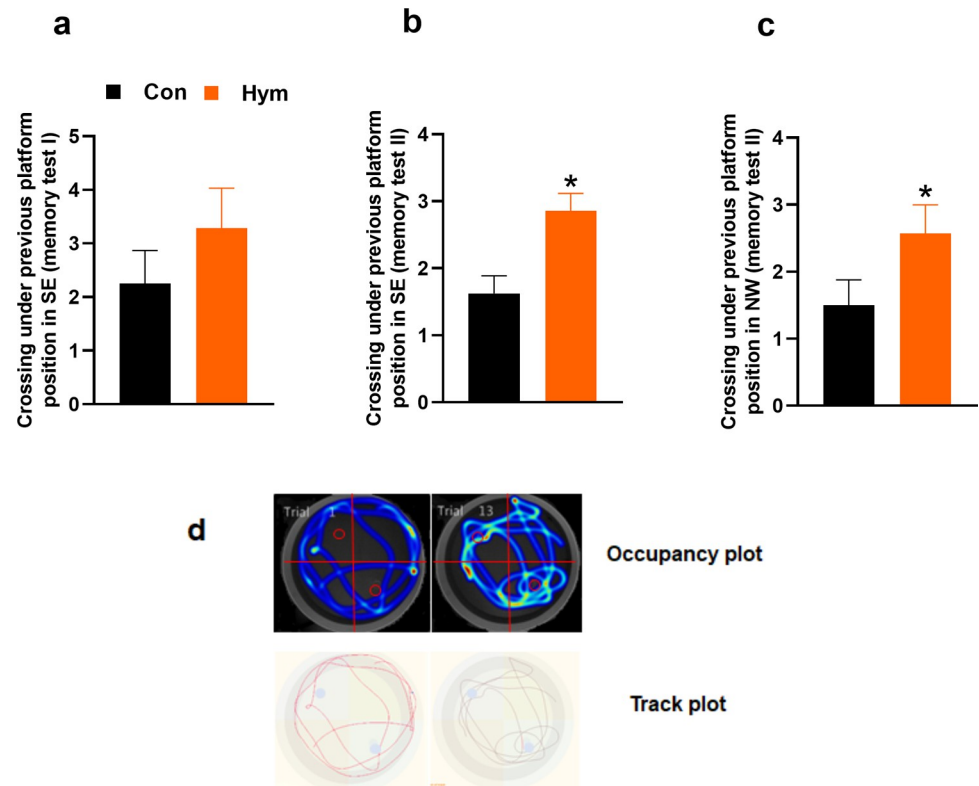 a
b
c
Con Hym
Crossing under previous platform
position in SE (memory test I)
5
4
3
2
1
0
Crossing under previous platform
position in SE (memory test II)
4
3
2
1
0
*
Crossing under previous platform
position in NW (memory test II)
4
3
2
1
0
*
d
Trial 1
Trial 13
Occupancy plot
Track plot